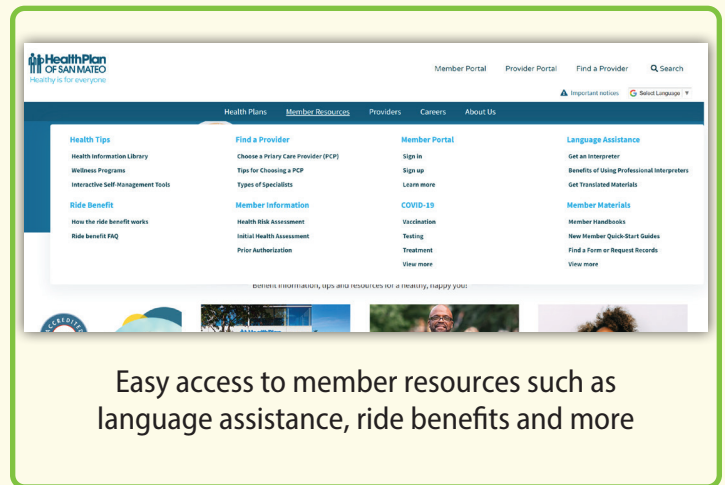 HealthPlan
OF SAN MATEO
Healthy is for everyone
Member Portal Provider Portal Find a Provider Search
Important notices Select Language
Health Plans Member Resources Providers Careers About Us
Health Tips
Health Information Library
Wellness Programs
Interactive Self-Management Tools
Ride Benefit
How the ride benefit works
Ride benefit FAQ
Find a Provider
Choose a Priary Care Provider (PCP)
Tips for Choosing a PCP
Types of Specialists
Member Information
Health Risk Assessment
Initial Health Assessment
Prior Authorization
Member Portal
Sign in
Sign up
Learn more
COVID-19
Vaccination
Testing
Treatment
View more
Language Assistance
Get an Interpreter
Benefits of Using Professional Interpreters
Get Translated Materials
Member Materials
Member Handbooks
New Member Quick-Start Guides
Find a Form or Request Records
View more
Benefit information, tips and resources for a healthy, happy you!
ACCREDITED
Easy access to member resources such as
language assistance, ride benefits and more